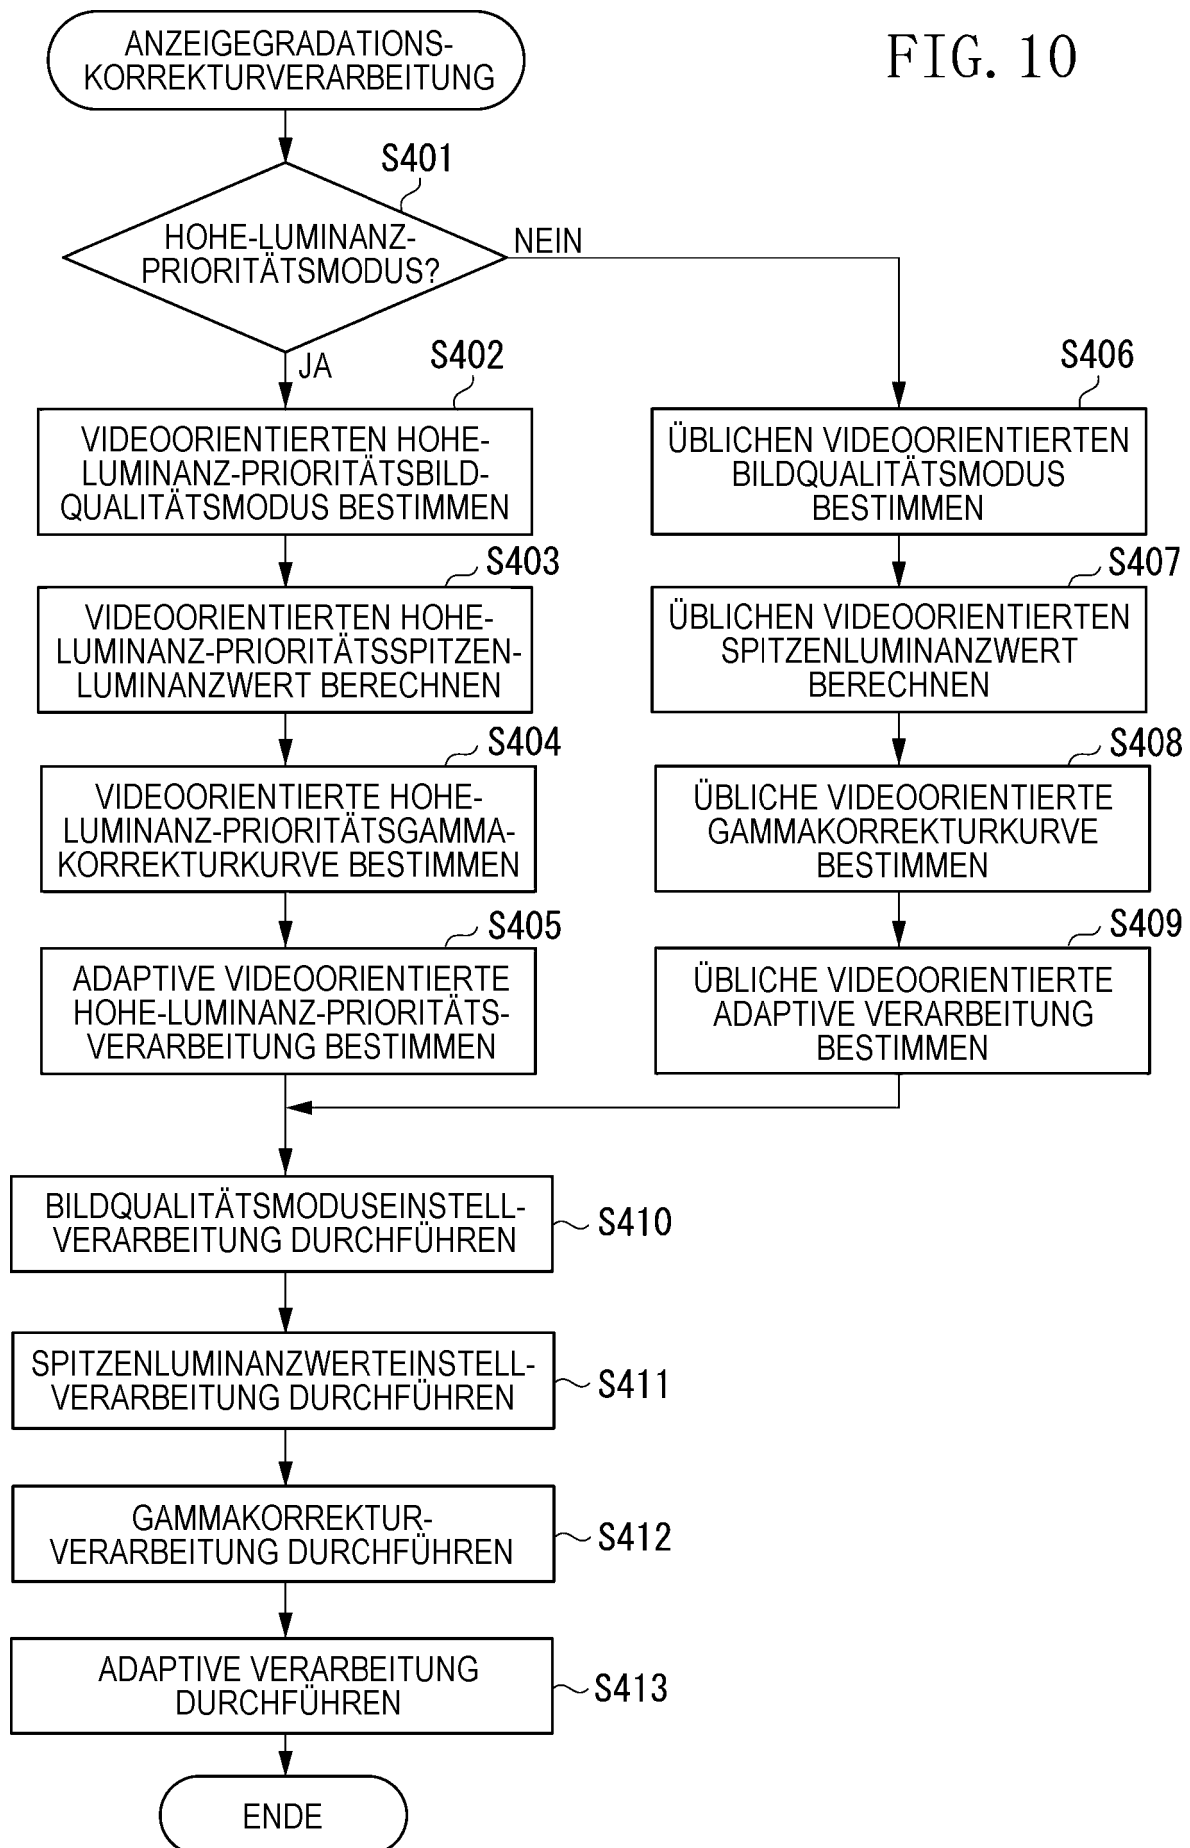 FIG. 10
ANZEIGEGRADATIONS-
KORREKTURVERARBEITUNG
S401
HOHE-LUMINANZ-
PRIORITÄTSMODUS?
NEIN
JA
S402
VIDEOORIENTIERTEN HOHE-
LUMINANZ-PRIORITÄTSBILD-
QUALITÄTSMODUS BESTIMMEN
S403
VIDEOORIENTIERTEN HOHE-
LUMINANZ-PRIORITÄTSSPITZEN-
LUMINANZWERT BERECHNEN
S404
VIDEOORIENTIERTE HOHE-
LUMINANZ-PRIORITÄTSGAMMA-
KORREKTURKURVE BESTIMMEN
S405
ADAPTIVE VIDEOORIENTIERTE
HOHE-LUMINANZ-PRIORITÄTS-
VERARBEITUNG BESTIMMEN
S406
ÜBLICHEN VIDEOORIENTIERTEN
BILDQUALITÄTSMODUS
BESTIMMEN
S407
ÜBLICHEN VIDEOORIENTIERTEN
SPITZENLUMINANZWERT
BERECHNEN
S408
ÜBLICHE VIDEOORIENTIERTE
GAMMAKORREKTURKURVE
BESTIMMEN
S409
ÜBLICHE VIDEOORIENTIERTE
ADAPTIVE VERARBEITUNG
BESTIMMEN
BILDQUALITÄTSMODUSEINSTELL-
VERARBEITUNG DURCHFÜHREN
S410
SPITZENLUMINANZWERTEINSTELL-
VERARBEITUNG DURCHFÜHREN
S411
GAMMAKORREKTUR-
VERARBEITUNG DURCHFÜHREN
S412
ADAPTIVE VERARBEITUNG
DURCHFÜHREN
S413
ENDE